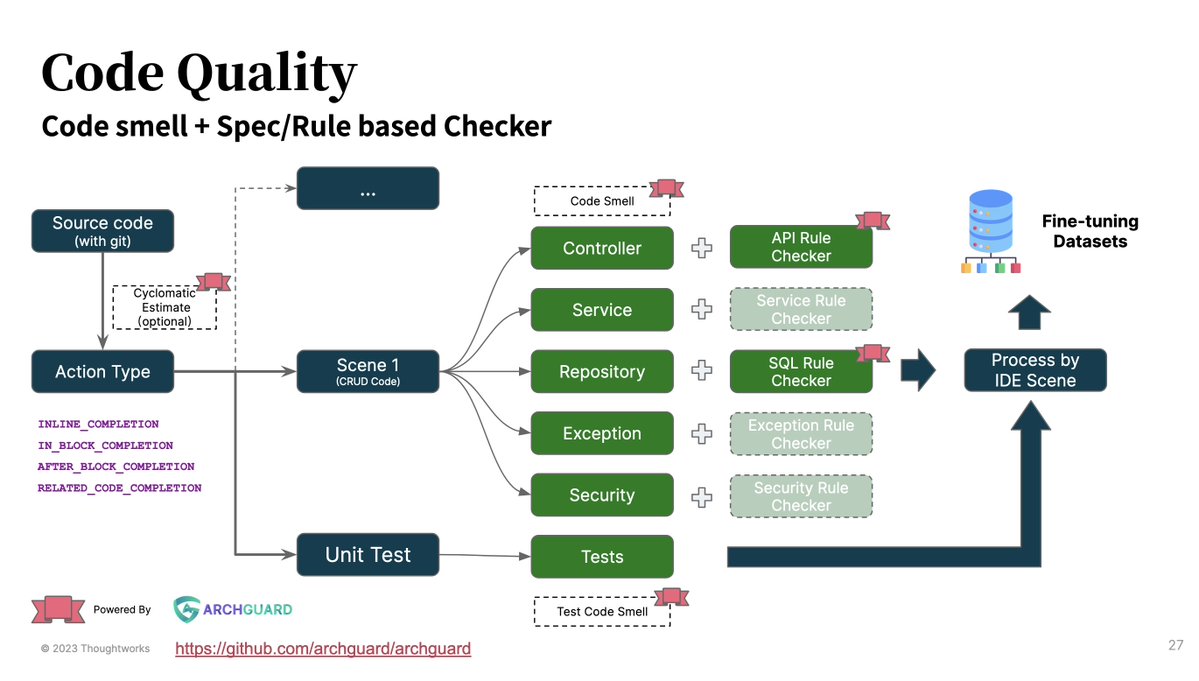 Code Quality
Code smell + Spec/Rule based Checker
...
Source code
(with git)
Cyclomatic
Estimate
(optional)
Action Type
INLINE_COMPLETION
IN_BLOCK_COMPLETION
AFTER_BLOCK_COMPLETION
RELATED_CODE_COMPLETION
Scene 1
(CRUD Code)
Unit Test
Code Smell
Controller
API Rule
Checker
Service
Service Rule
Checker
Repository
SQL Rule
Checker
Exception
Exception Rule
Checker
Security
Security Rule
Checker
Tests
Test Code Smell
Fine-tuning
Datasets
Process by
IDE Scene
Powered By
ARCHGUARD
© 2023 Thoughtworks
https://github.com/archguard/archguard
27